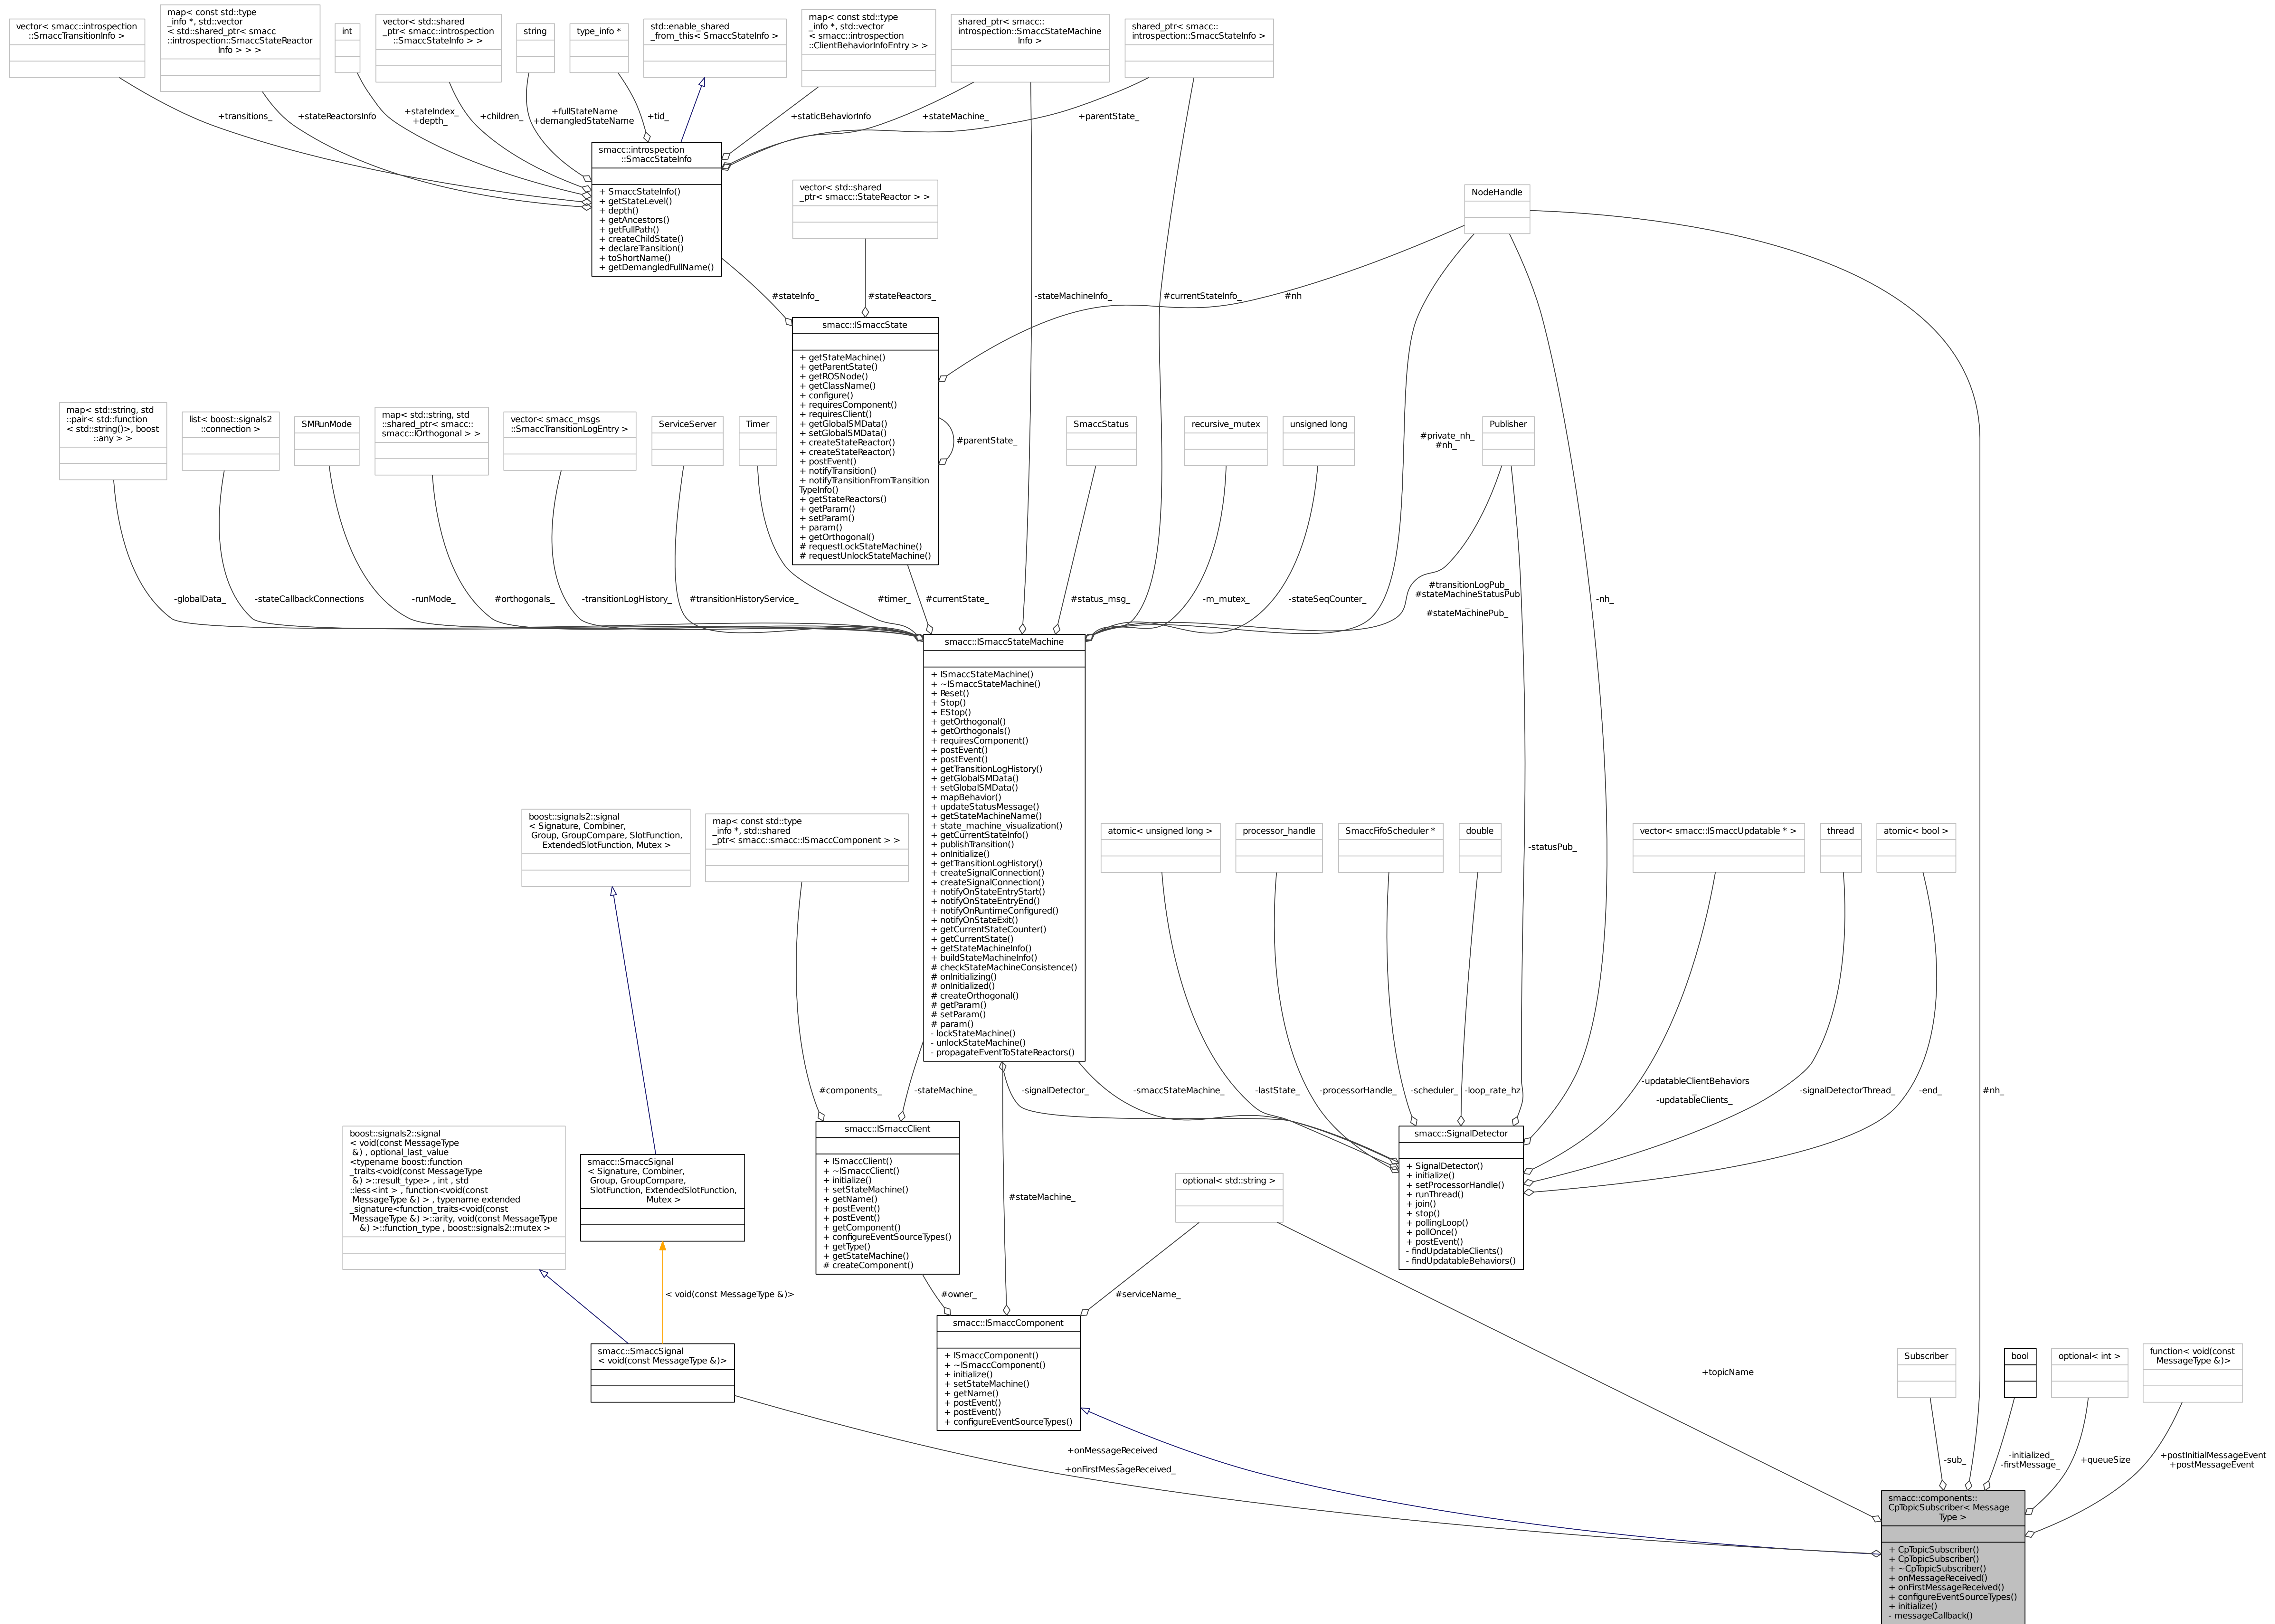 vector< smacc::introspection
::SmaccTransitionInfo >
map< const std::type
_info *, std::vector
< std::shared_ptr< smacc
::introspection::SmaccStateReactor
Info > > >
int
vector< std::shared
_ptr< smacc::introspection
::SmaccStateInfo > >
string
type_info *
std::enable_shared
_from_this< SmaccStateInfo >
map< const std::type
_info *, std::vector
< smacc::introspection
::ClientBehaviorInfoEntry > >
shared_ptr< smacc::
introspection::SmaccStateMachine
Info >
shared_ptr< smacc::
introspection::SmaccStateInfo >
+transitions_
+stateReactorsInfo
+stateIndex_
+depth_
+children_
+fullStateName
+demangledStateName
+tid_
+staticBehaviorInfo
+stateMachine_
+parentState_
smacc::introspection
::SmaccStateInfo
+ SmaccStateInfo()
+ getStateLevel()
+ depth()
+ getAncestors()
+ getFullPath()
+ createChildState()
+ declareTransition()
+ toShortName()
+ getDemangledFullName()
vector< std::shared
_ptr< smacc::StateReactor > >
NodeHandle
#stateInfo_
#stateReactors_
-stateMachineInfo_
#currentStateInfo_
#nh
smacc::ISmaccState
+ getStateMachine()
+ getParentState()
+ getROSNode()
+ getClassName()
+ configure()
+ requiresComponent()
+ requiresClient()
+ getGlobalSMData()
+ setGlobalSMData()
+ createStateReactor()
+ createStateReactor()
+ postEvent()
+ notifyTransition()
+ notifyTransitionFromTransition
TypeInfo()
+ getStateReactors()
+ getParam()
+ setParam()
+ param()
+ getOrthogonal()
# requestLockStateMachine()
# requestUnlockStateMachine()
#parentState_
map< std::string, std
::pair< std::function
< std::string()>, boost
::any > >
list< boost::signals2
::connection >
SMRunMode
map< std::string, std
::shared_ptr< smacc::
smacc::IOrthogonal > >
vector< smacc_msgs
::SmaccTransitionLogEntry >
ServiceServer
Timer
SmaccStatus
recursive_mutex
unsigned long
#private_nh_
#nh_
Publisher
-globalData_
-stateCallbackConnections
-runMode_
#orthogonals_
-transitionLogHistory_
#transitionHistoryService_
#timer_
#currentState_
#status_msg_
-m_mutex_
-stateSeqCounter_
#transitionLogPub_
#stateMachineStatusPub
_
#stateMachinePub_
-nh_
smacc::ISmaccStateMachine
+ ISmaccStateMachine()
+ ~ISmaccStateMachine()
+ Reset()
+ Stop()
+ EStop()
+ getOrthogonal()
+ getOrthogonals()
+ requiresComponent()
+ postEvent()
+ postEvent()
+ getTransitionLogHistory()
+ getGlobalSMData()
+ setGlobalSMData()
+ mapBehavior()
+ updateStatusMessage()
+ getStateMachineName()
+ state_machine_visualization()
+ getCurrentStateInfo()
+ publishTransition()
+ onInitialize()
+ getTransitionLogHistory()
+ createSignalConnection()
+ createSignalConnection()
+ notifyOnStateEntryStart()
+ notifyOnStateEntryEnd()
+ notifyOnRuntimeConfigured()
+ notifyOnStateExit()
+ getCurrentStateCounter()
+ getCurrentState()
+ getStateMachineInfo()
+ buildStateMachineInfo()
# checkStateMachineConsistence()
# onInitializing()
# onInitialized()
# createOrthogonal()
# getParam()
# setParam()
# param()
- lockStateMachine()
- unlockStateMachine()
- propagateEventToStateReactors()
boost::signals2::signal
< Signature, Combiner,
Group, GroupCompare, SlotFunction,
ExtendedSlotFunction, Mutex >
map< const std::type
_info *, std::shared
_ptr< smacc::smacc::ISmaccComponent > >
atomic< unsigned long >
processor_handle
SmaccFifoScheduler *
double
-statusPub_
vector< smacc::ISmaccUpdatable * >
thread
atomic< bool >
#components_
-stateMachine_
-signalDetector_
-smaccStateMachine_
-lastState_
-processorHandle_
-scheduler_
-loop_rate_hz
-updatableClientBehaviors
_
-updatableClients_
-signalDetectorThread_
-end_
#nh_
boost::signals2::signal
< void(const MessageType
&) , optional_last_value
<typename boost::function
_traits<void(const MessageType
&) >::result_type> , int , std
::less<int > , function<void(const
MessageType &) > , typename extended
_signature<function_traits<void(const
MessageType &) >::arity, void(const MessageType
&) >::function_type , boost::signals2::mutex >
smacc::SmaccSignal
< Signature, Combiner,
Group, GroupCompare,
SlotFunction, ExtendedSlotFunction,
Mutex >
smacc::ISmaccClient
+ ISmaccClient()
+ ~ISmaccClient()
+ initialize()
+ setStateMachine()
+ getName()
+ postEvent()
+ postEvent()
+ getComponent()
+ configureEventSourceTypes()
+ getType()
+ getStateMachine()
# createComponent()
#stateMachine_
optional< std::string >
smacc::SignalDetector
+ SignalDetector()
+ initialize()
+ setProcessorHandle()
+ runThread()
+ join()
+ stop()
+ pollingLoop()
+ pollOnce()
+ postEvent()
- findUpdatableClients()
- findUpdatableBehaviors()
< void(const MessageType &)>
#owner_
#serviceName_
smacc::SmaccSignal
< void(const MessageType &)>
smacc::ISmaccComponent
+ ISmaccComponent()
+ ~ISmaccComponent()
+ initialize()
+ setStateMachine()
+ getName()
+ postEvent()
+ postEvent()
+ configureEventSourceTypes()
+topicName
Subscriber
bool
optional< int >
function< void(const
MessageType &)>
+onMessageReceived
_
+onFirstMessageReceived_
-sub_
-initialized_
-firstMessage_
+queueSize
+postInitialMessageEvent
+postMessageEvent
smacc::components::
CpTopicSubscriber< Message
Type >
+ CpTopicSubscriber()
+ CpTopicSubscriber()
+ ~CpTopicSubscriber()
+ onMessageReceived()
+ onFirstMessageReceived()
+ configureEventSourceTypes()
+ initialize()
- messageCallback()